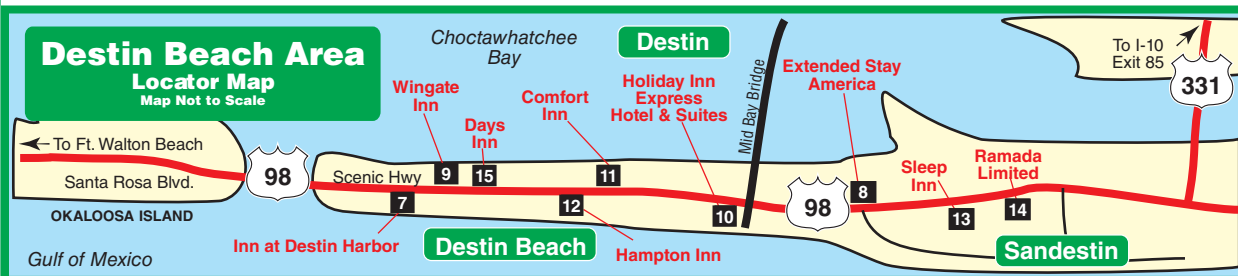 Destin Beach Area
Locator Map
Map Not to Scale
Choctawhatchee
Bay
Destin
To I-10
Exit 85
331
Wingate
Inn
Days
Inn
Comfort
Inn
Holiday Inn
Express
Hotel & Suites
Mid Bay Bridge
Extended Stay
America
Sleep
Inn
Ramada
Limited
To Ft. Walton Beach
Santa Rosa Blvd.
OKALOOSA ISLAND
98
Scenic Hwy
9
15
11
7
12
10
98
8
13
14
Inn at Destin Harbor
Destin Beach
Hampton Inn
Sandestin
Gulf of Mexico